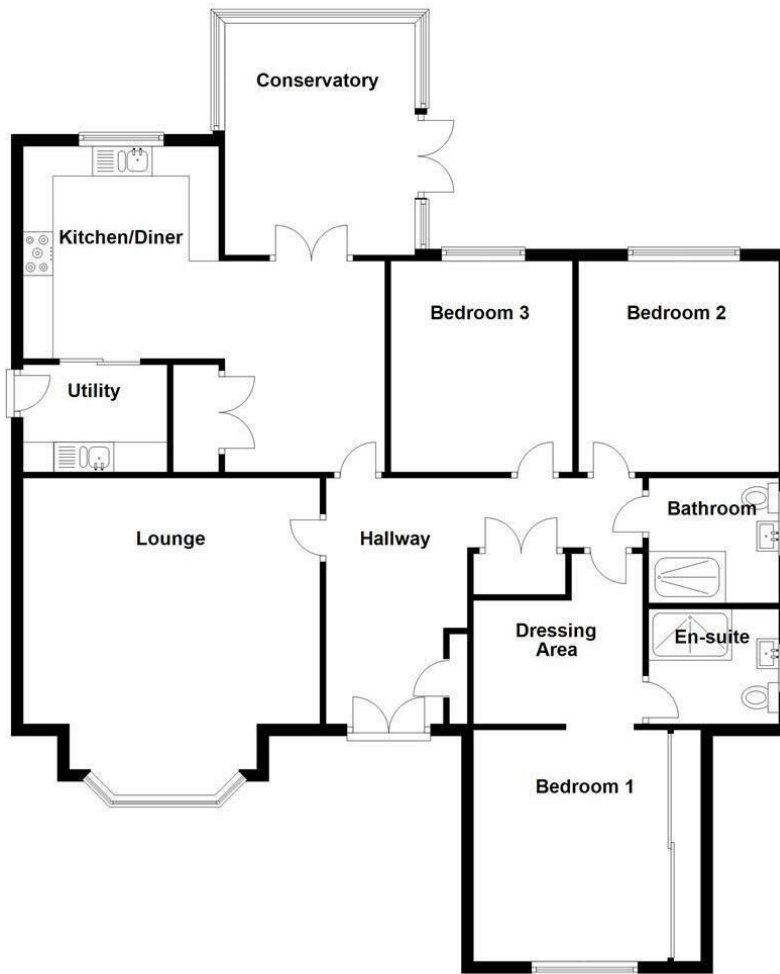 Conservatory
Kitchen/Diner
Bedroom 3
Bedroom 2
Utility
Lounge
Hallway
Bathroom
Dressing
Area
En-suite
Bedroom 1